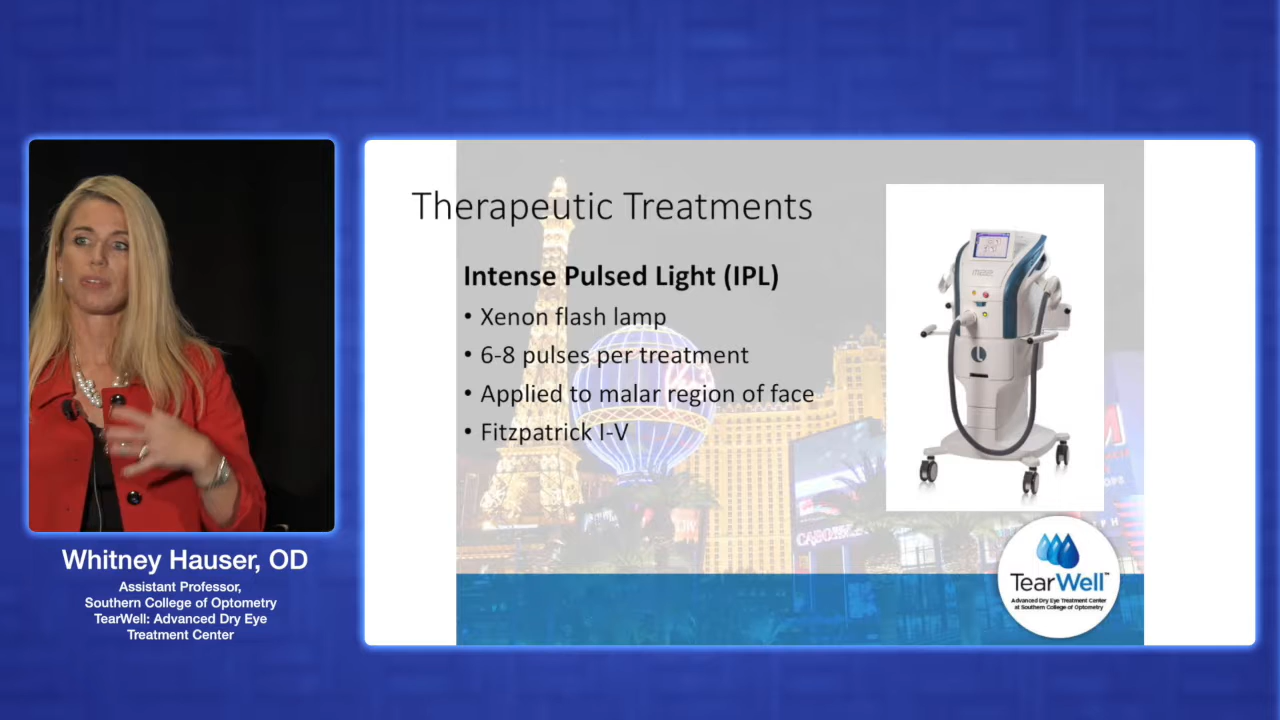 Therapeutic Treatments
Intense Pulsed Light (IPL)
• Xenon flash lamp
• 6-8 pulses per treatment
• Applied to malar region of face
• Fitzpatrick I-V
TearWell™
Advanced Dry Eye Treatment Center
at Southern College of Optometry
Whitney Hauser, OD
Assistant Professor,
Southern College of Optometry
TearWell: Advanced Dry Eye
Treatment Center